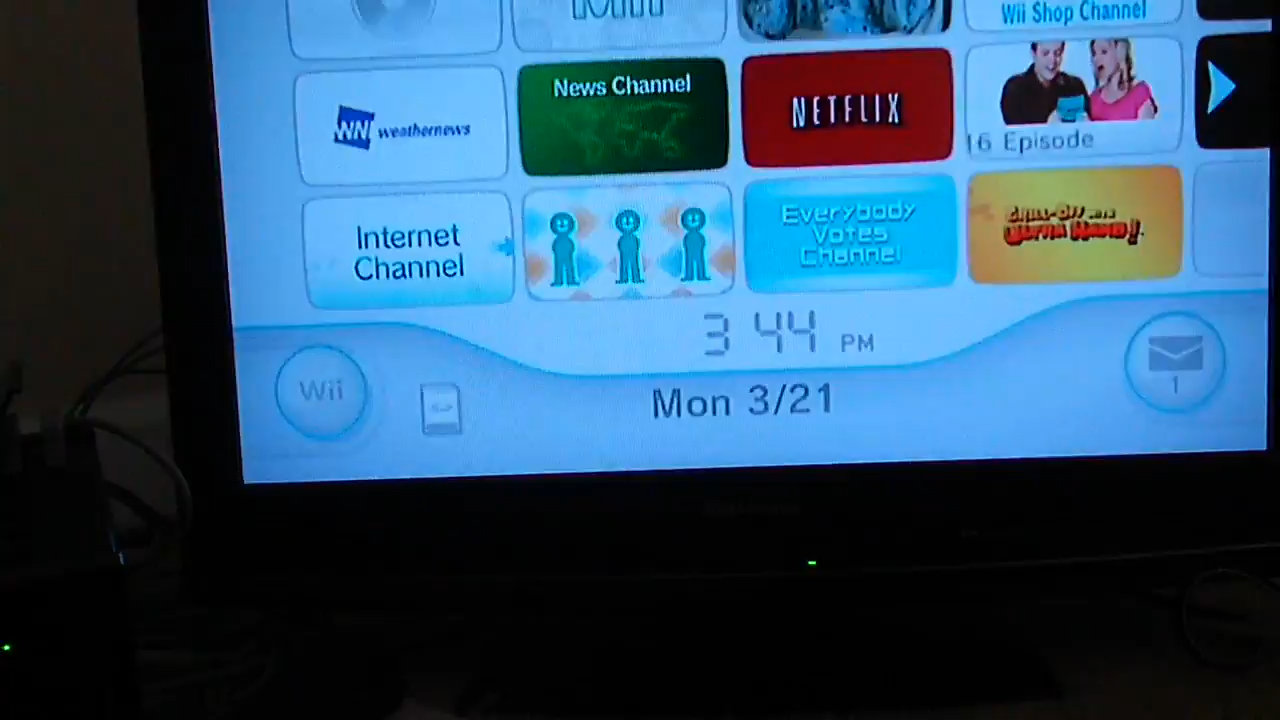 Mii
Wii Shop Channel
WN weathernews
News Channel
NETFLIX
16 Episode
Internet
Channel
Everybody
Votes
Channel
3 44 PM
Wii
Mon 3/21
1